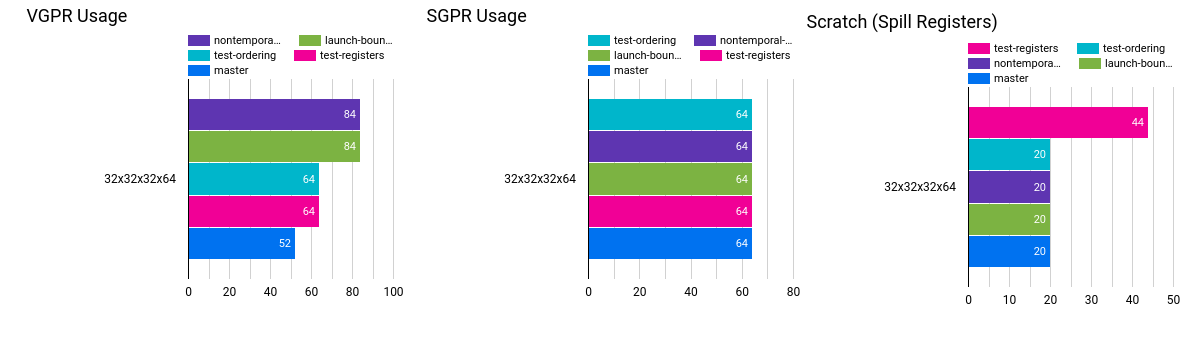 VGPR Usage
nontempora...
launch-boun...
test-ordering
test-registers
master
84
84
32x32x32x64
64
64
52
0 20 40 60 80 100
SGPR Usage
test-ordering
nontemporal-...
launch-boun...
test-registers
master
64
64
32x32x32x64
64
64
64
0 20 40 60 80
Scratch (Spill Registers)
test-registers
test-ordering
nontempora...
launch-boun...
master
44
20
32x32x32x64
20
20
20
0 10 20 30 40 50